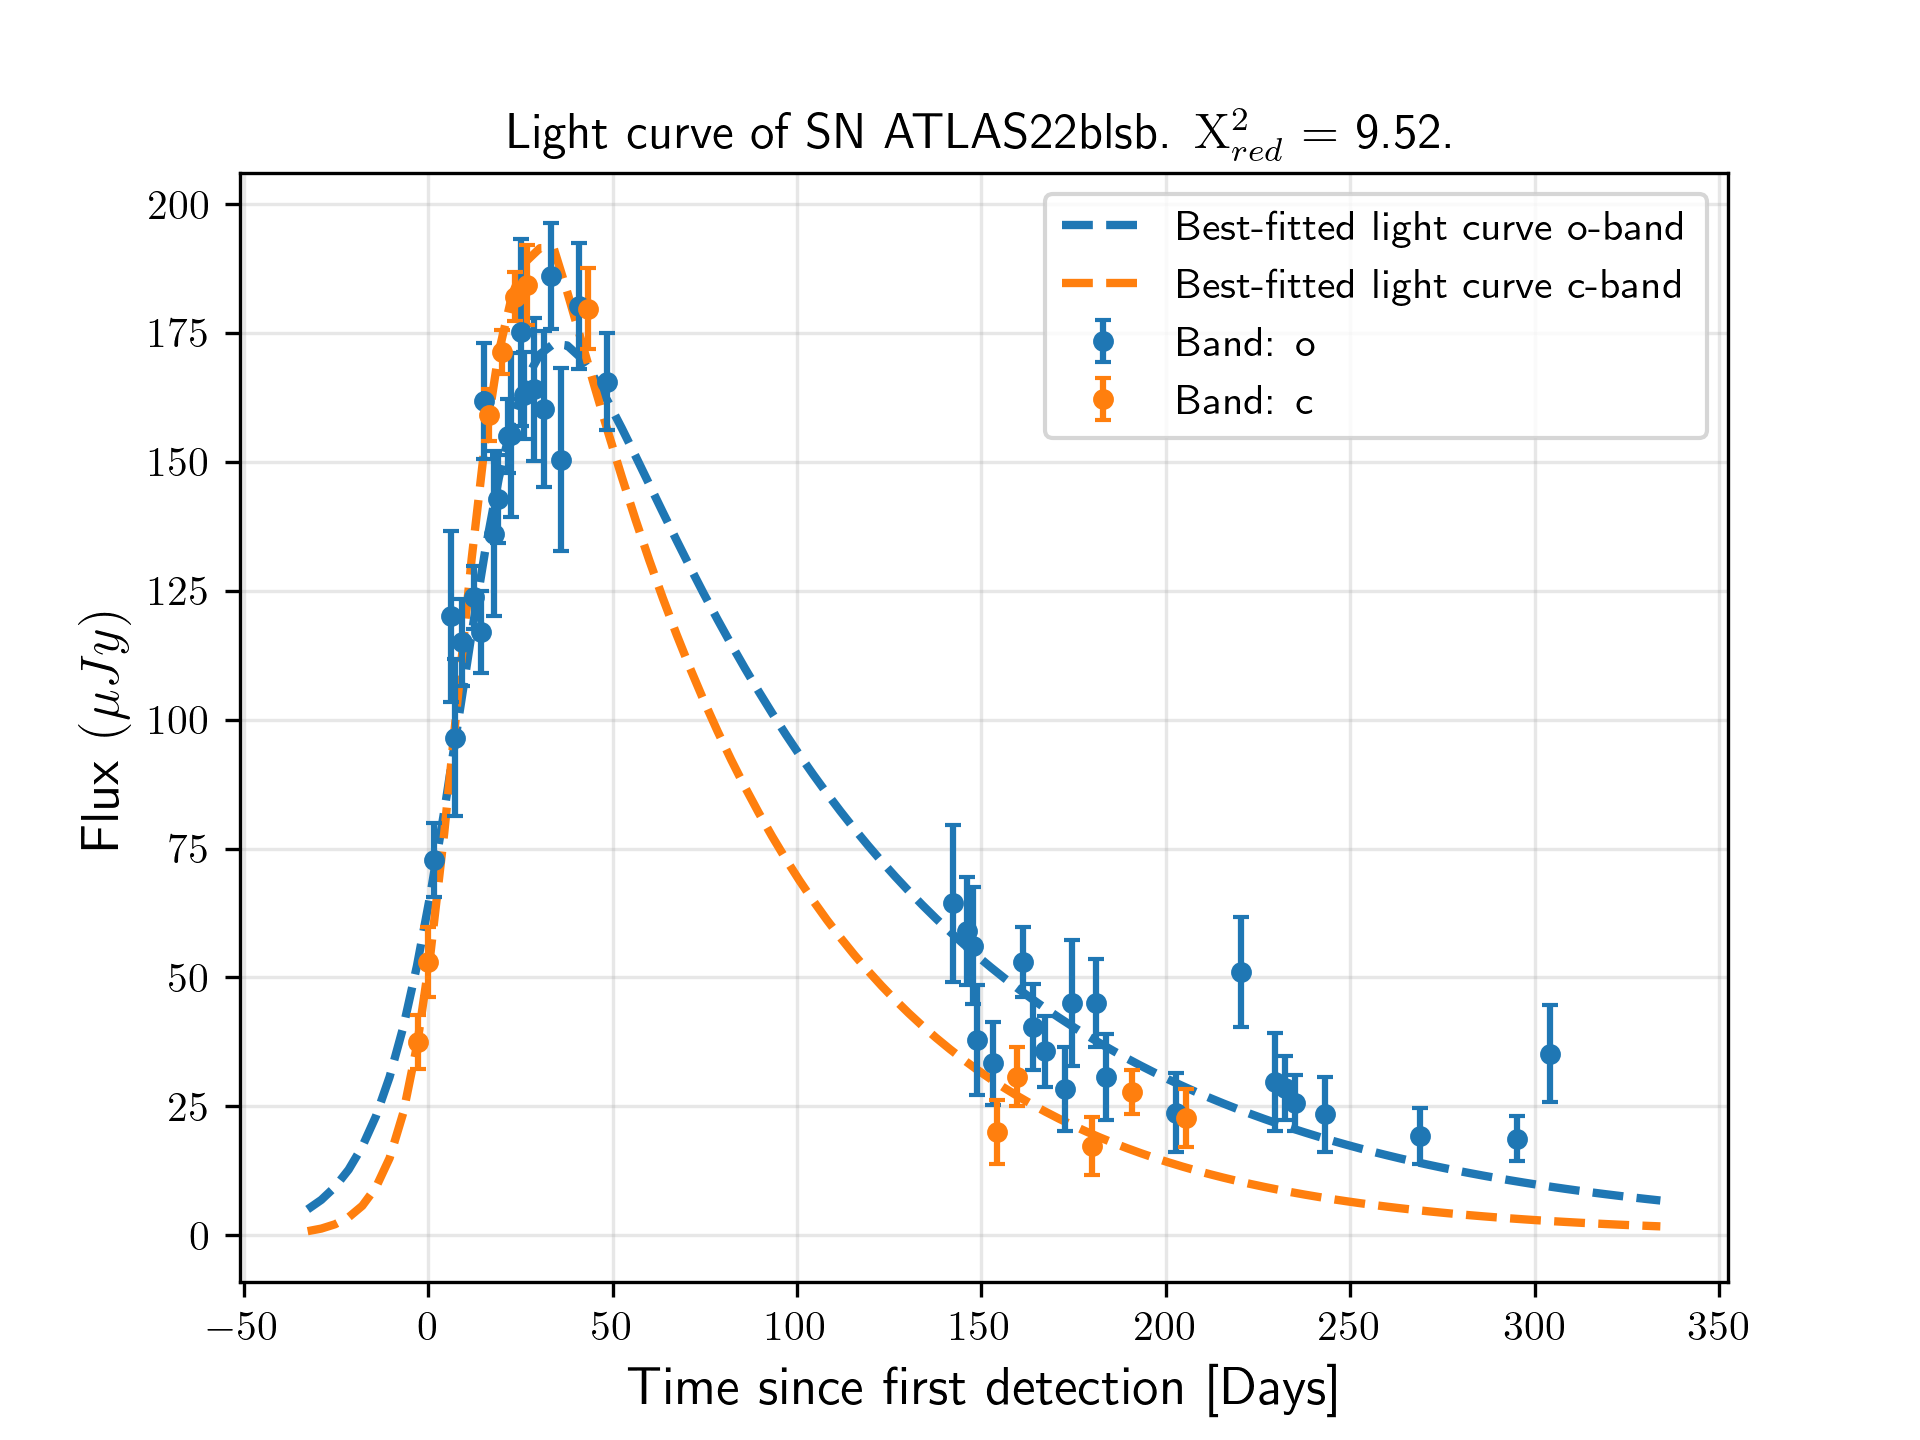 Light curve of SN ATLAS22blsb. X²_red = 9.52.
Best-fitted light curve o-band
Best-fitted light curve c-band
Band: o
Band: c
Flux (μJy)
200
175
150
125
100
75
50
25
0
−50 0 50 100 150 200 250 300 350
Time since first detection [Days]